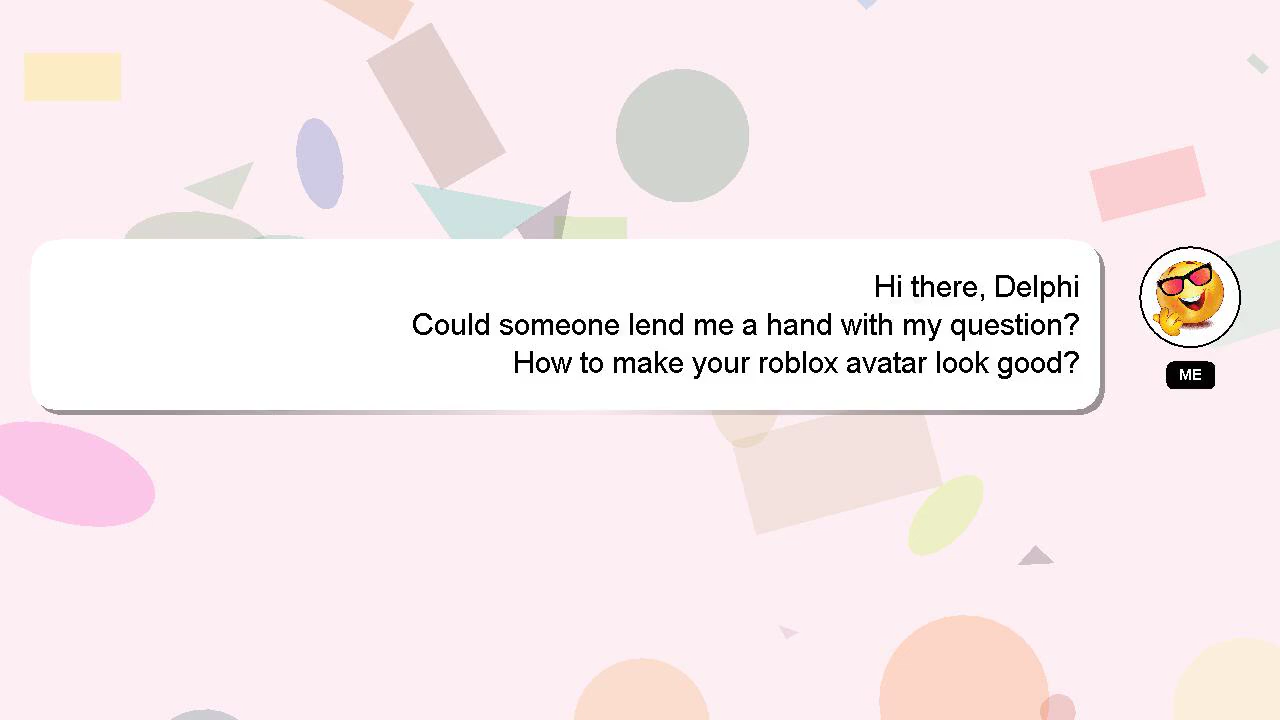 Hi there, Delphi
Could someone lend me a hand with my question?
How to make your roblox avatar look good?
ME